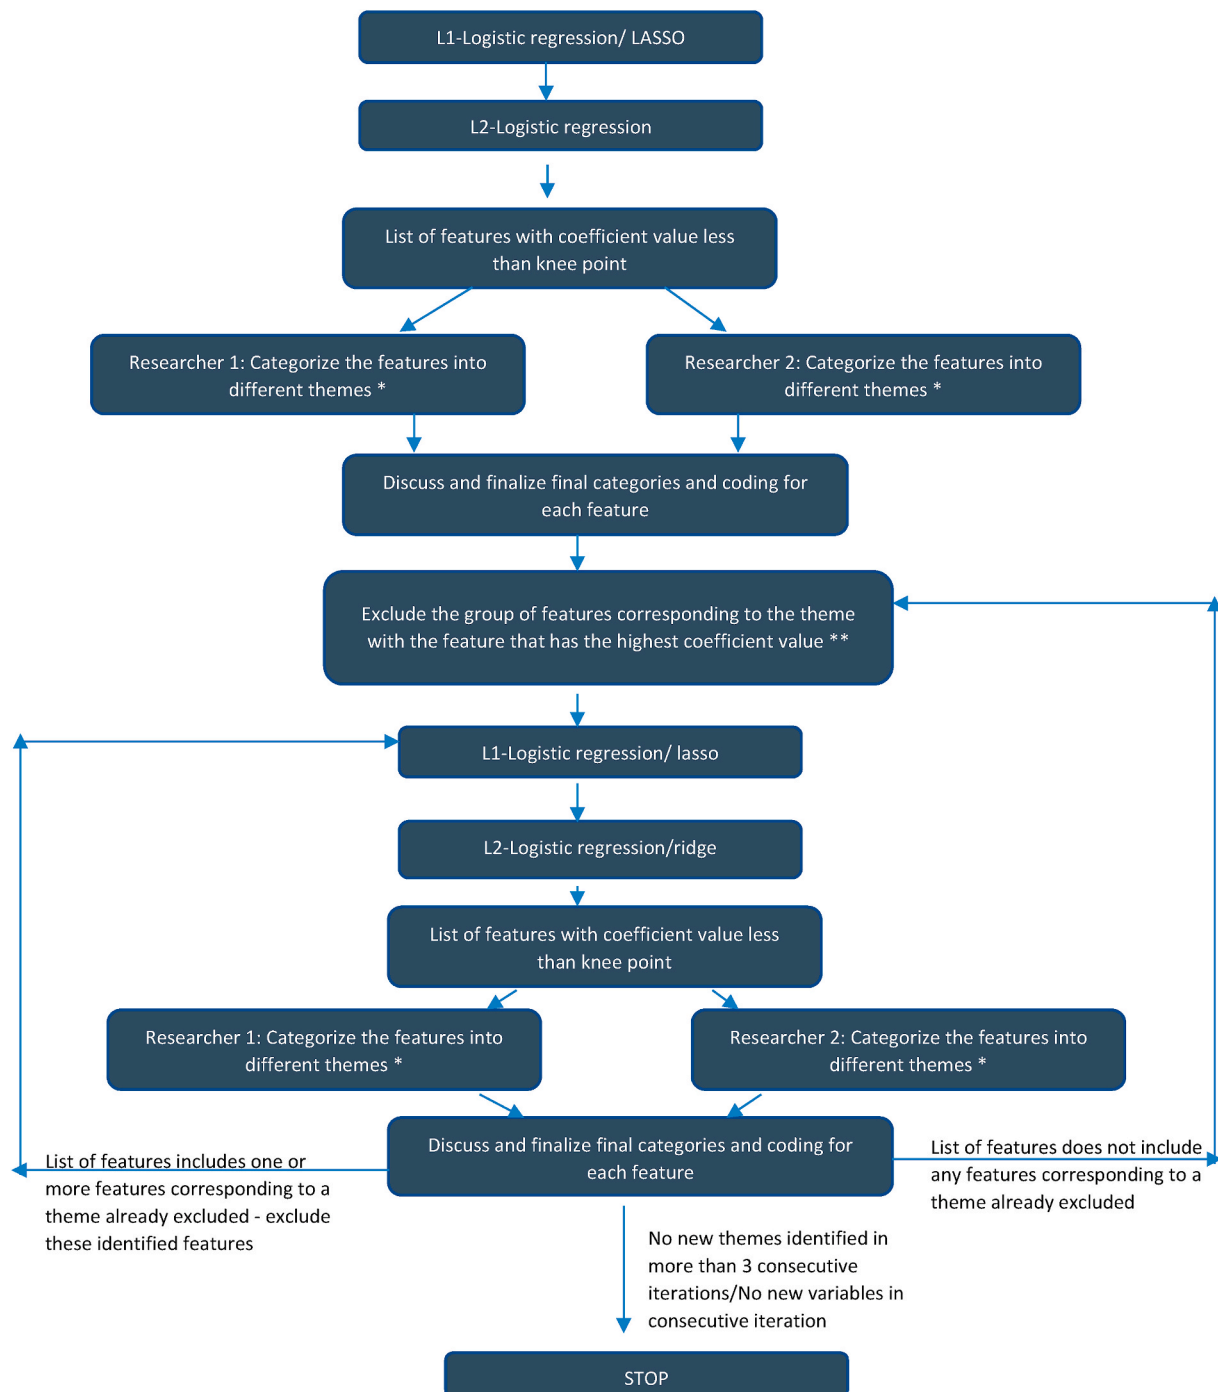 L1-Logistic regression/ LASSO
L2-Logistic regression
List of features with coefficient value less
than knee point
Researcher 1: Categorize the features into
different themes *
Researcher 2: Categorize the features into
different themes *
Discuss and finalize final categories and coding for
each feature
Exclude the group of features corresponding to the theme
with the feature that has the highest coefficient value **
L1-Logistic regression/ lasso
L2-Logistic regression/ridge
List of features with coefficient value less
than knee point
Researcher 1: Categorize the features into
different themes *
Researcher 2: Categorize the features into
different themes *
Discuss and finalize final categories and coding for
each feature
List of features includes one or
more features corresponding to a
theme already excluded - exclude
these identified features
List of features does not include
any features corresponding to a
theme already excluded
No new themes identified in
more than 3 consecutive
iterations/No new variables in
consecutive iteration
STOP